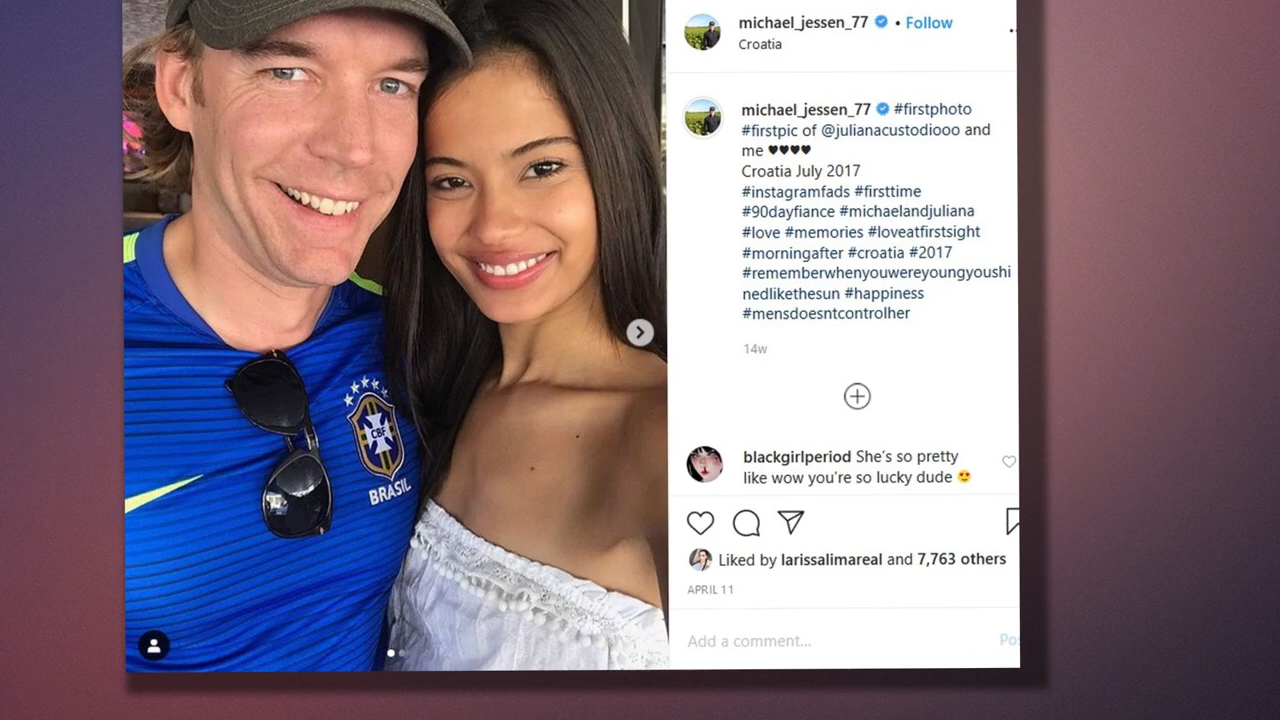 michael_jessen_77 • Follow
Croatia
michael_jessen_77 #firstphoto
#firstpic of @julianacustodiooo and
me ♥♥♥♥
Croatia July 2017
#instagramfads #firsttime
#90dayfiance #michaelandjuliana
#love #memories #loveatfirstsight
#morningafter #croatia #2017
#rememberwhenyouwereyoungyoushi
nedlikethesun #happiness
#mensdoesntcontrolher
14w
blackgirlperiod She's so pretty
like wow you're so lucky dude 😍
Liked by larissalimareal and 7,763 others
APRIL 11
Add a comment...
Pos
CBF
BRASIL